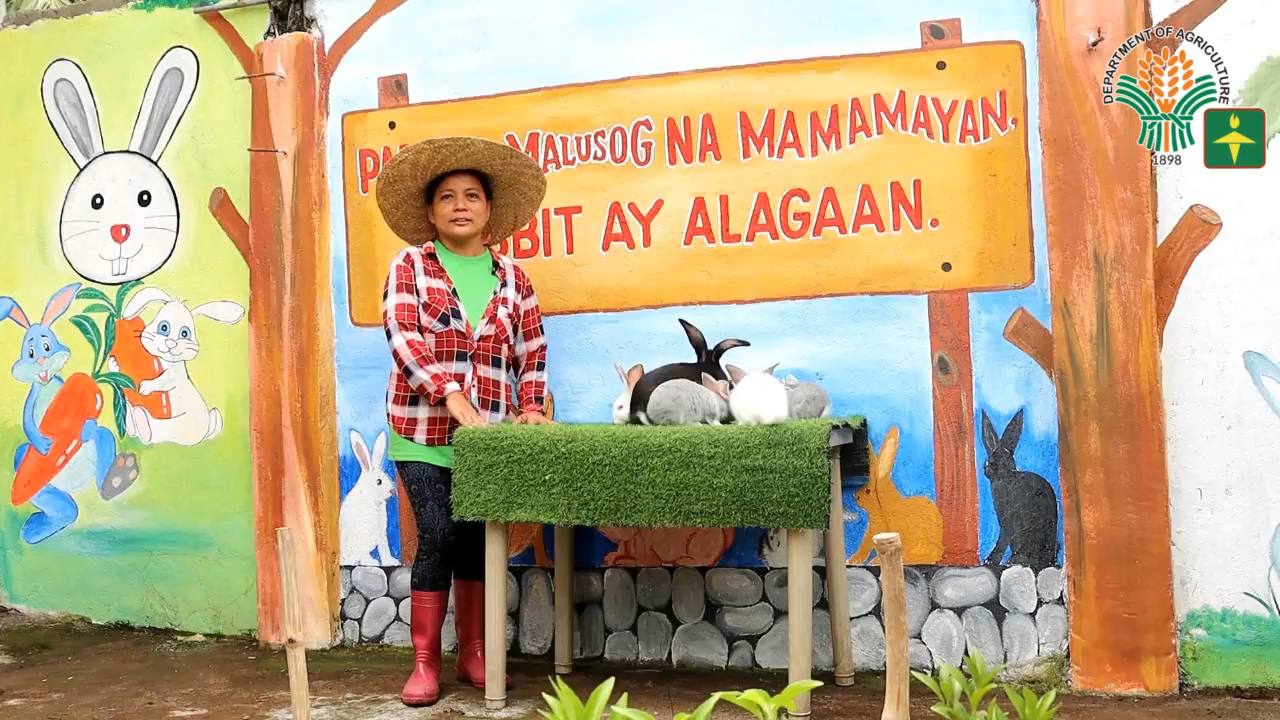 MALUSOG NA MAMAMAYAN,
AY ALAGAAN.
DEPARTMENT OF AGRICULTURE
1898